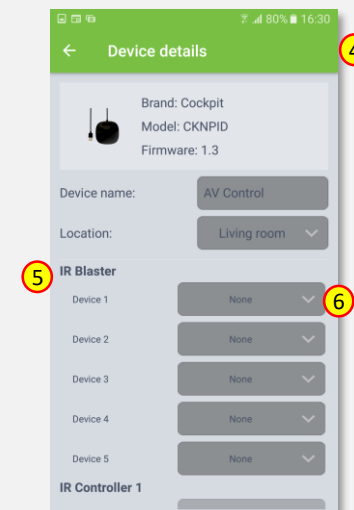 80% 16:30
Device details
4
Brand: Cockpit
Model: CKNPID
Firmware: 1.3
Device name: AV Control
Location: Living room
5 IR Blaster
Device 1 None 6
Device 2 None
Device 3 None
Device 4 None
Device 5 None
IR Controller 1